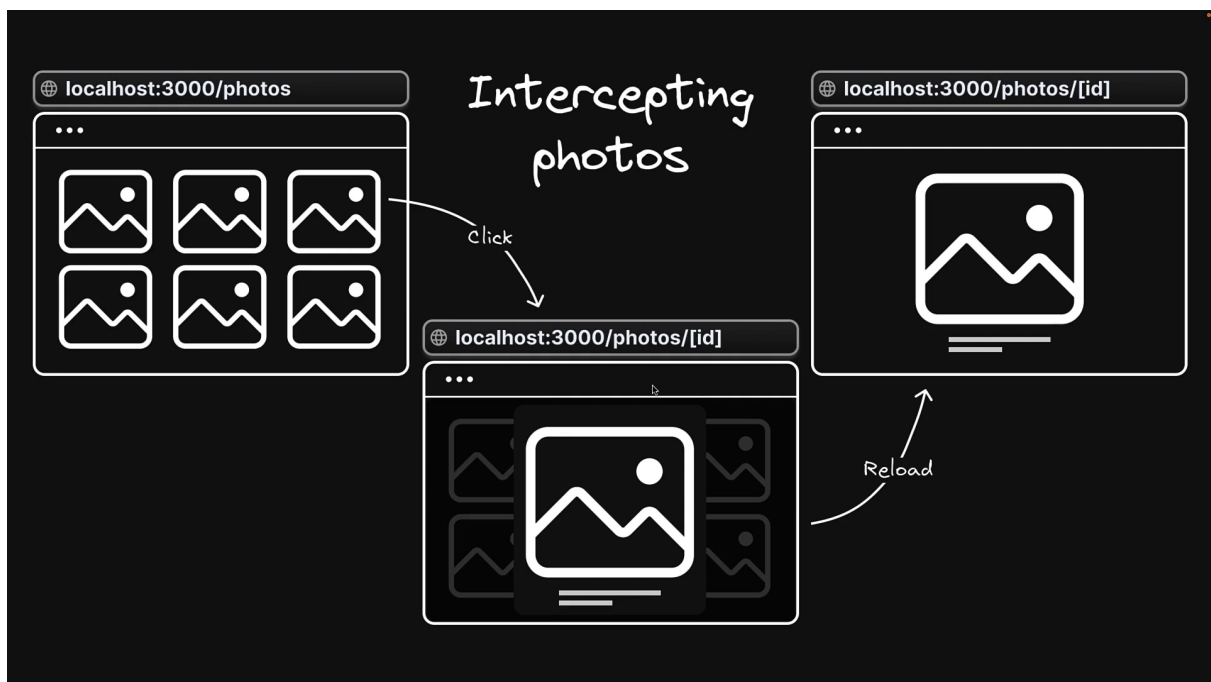 localhost:3000/photos
Intercepting
photos
localhost:3000/photos/[id]
Click
localhost:3000/photos/[id]
Reload